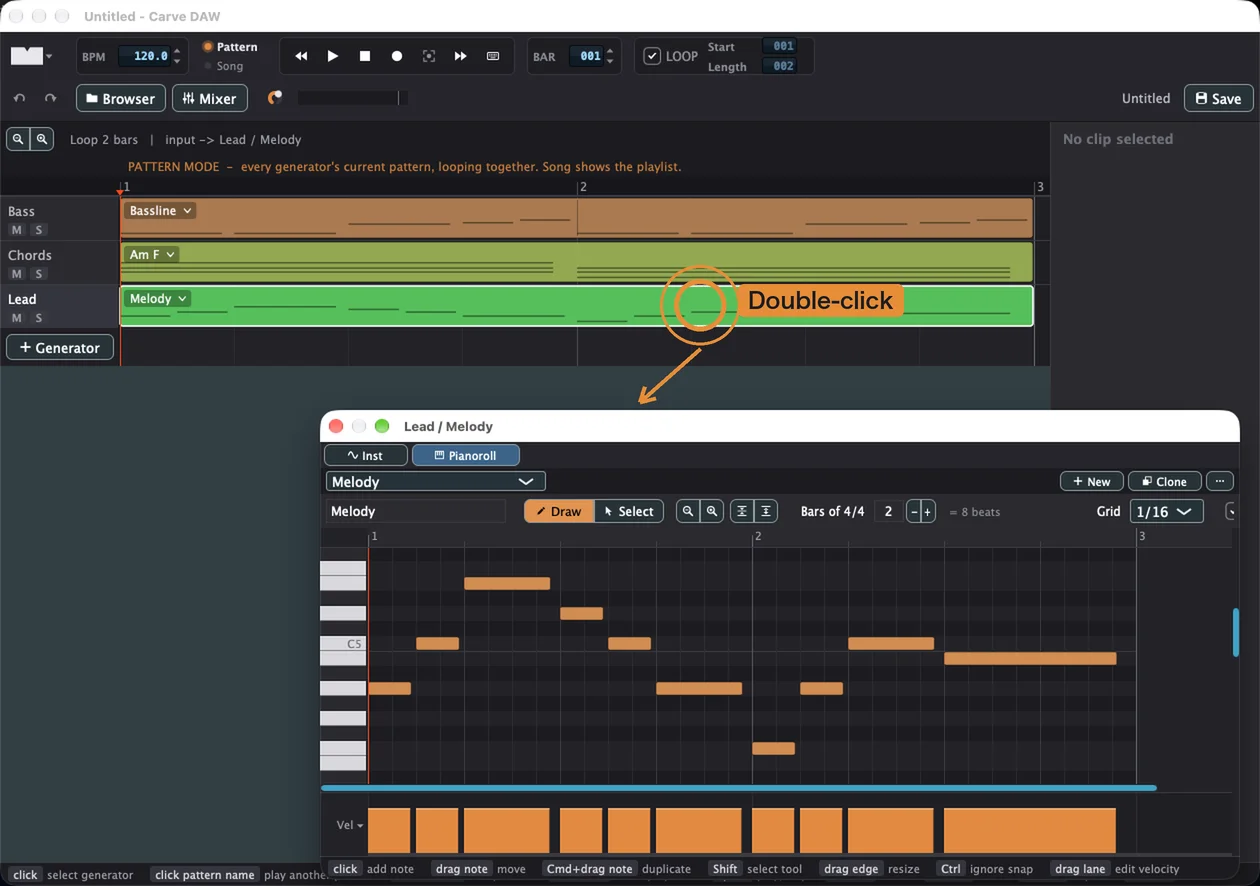 Untitled - Carve DAW
BPM 120.0 Pattern Song
BAR 001 LOOP Start 001 Length 002
Browser Mixer Untitled Save
Loop 2 bars | input -> Lead / Melody
No clip selected
PATTERN MODE – every generator's current pattern, looping together. Song shows the playlist.
1 2 3
Bass Bassline
M S
Chords Am F
M S
Lead Melody Double-click
M S
+ Generator
Lead / Melody
Inst Pianoroll
Melody + New Clone ...
Melody Draw Select Bars of 4/4 2 - + = 8 beats Grid 1/16
1 2 3
C5
Vel
click add note drag note move Cmd+drag note duplicate Shift select tool drag edge resize Ctrl ignore snap drag lane edit velocity
click select generator click pattern name play anothe